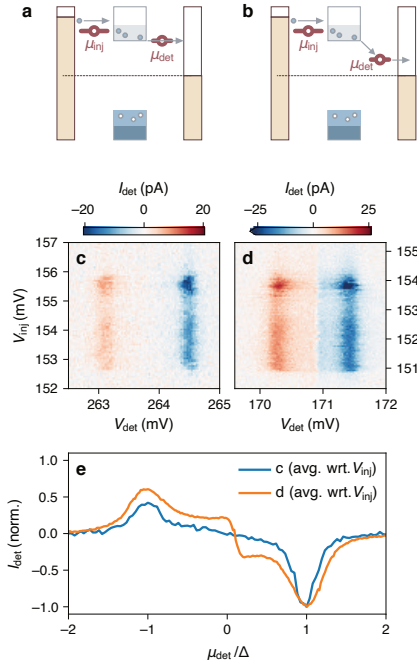 a
b
μinj
μdet
μinj
μdet
Idet (pA)
Idet (pA)
−20 0 20
−25 0 25
157
156
155
154
153
152
Vinj (mV)
c
d
154
153
152
151
263 264 265
170 171 172
Vdet (mV)
Vdet (mV)
e
c (avg. wrt. Vinj)
d (avg. wrt. Vinj)
1.0
0.5
0.0
−0.5
−1.0
Idet (norm.)
−2 −1 0 1 2
μdet/Δ